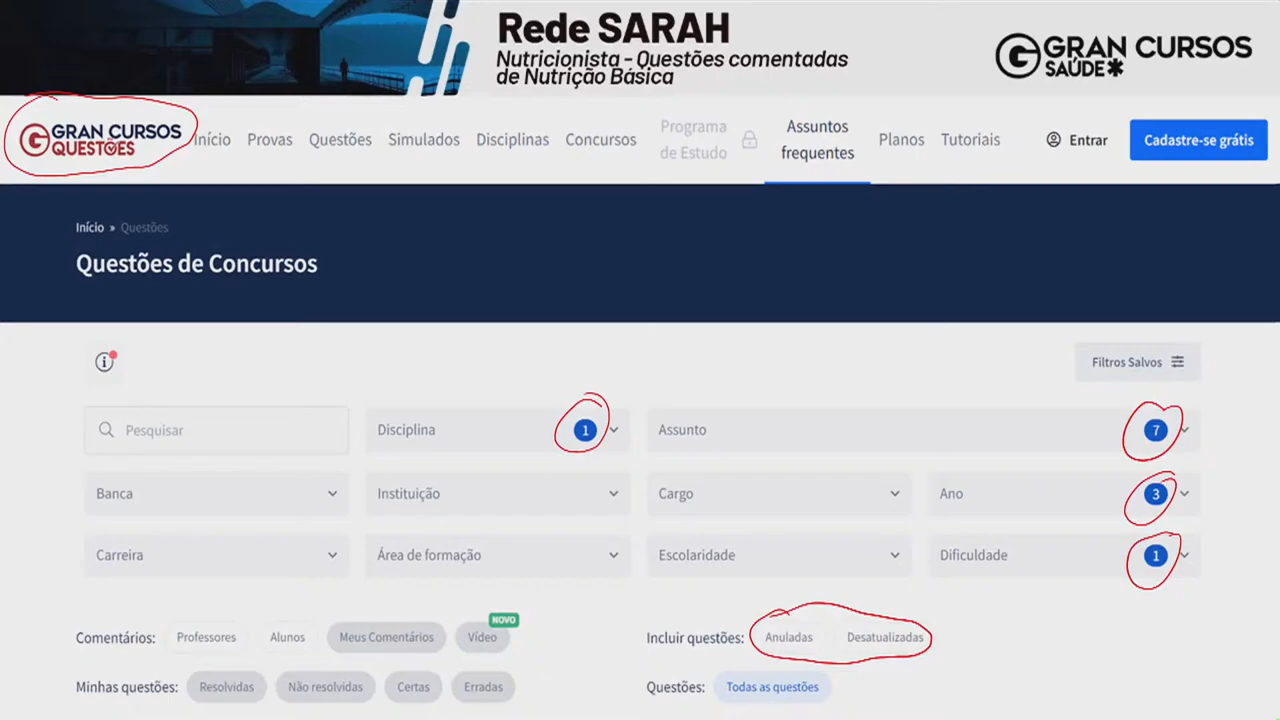 Rede SARAH
Nutricionista - Questões comentadas
de Nutrição Básica
GRAN CURSOS
SAÚDE
GRAN CURSOS
QUESTÕES
Início
Provas
Questões
Simulados
Disciplinas
Concursos
Programa
de Estudo
Assuntos
frequentes
Planos
Tutoriais
Entrar
Cadastre-se grátis
Início » Questões
Questões de Concursos
Filtros Salvos
Pesquisar
Disciplina 1
Assunto 7
Banca
Instituição
Cargo
Ano 3
Carreira
Área de formação
Escolaridade
Dificuldade 1
NOVO
Comentários: Professores Alunos Meus Comentários Vídeo
Incluir questões: Anuladas Desatualizadas
Minhas questões: Resolvidas Não resolvidas Certas Erradas
Questões: Todas as questões